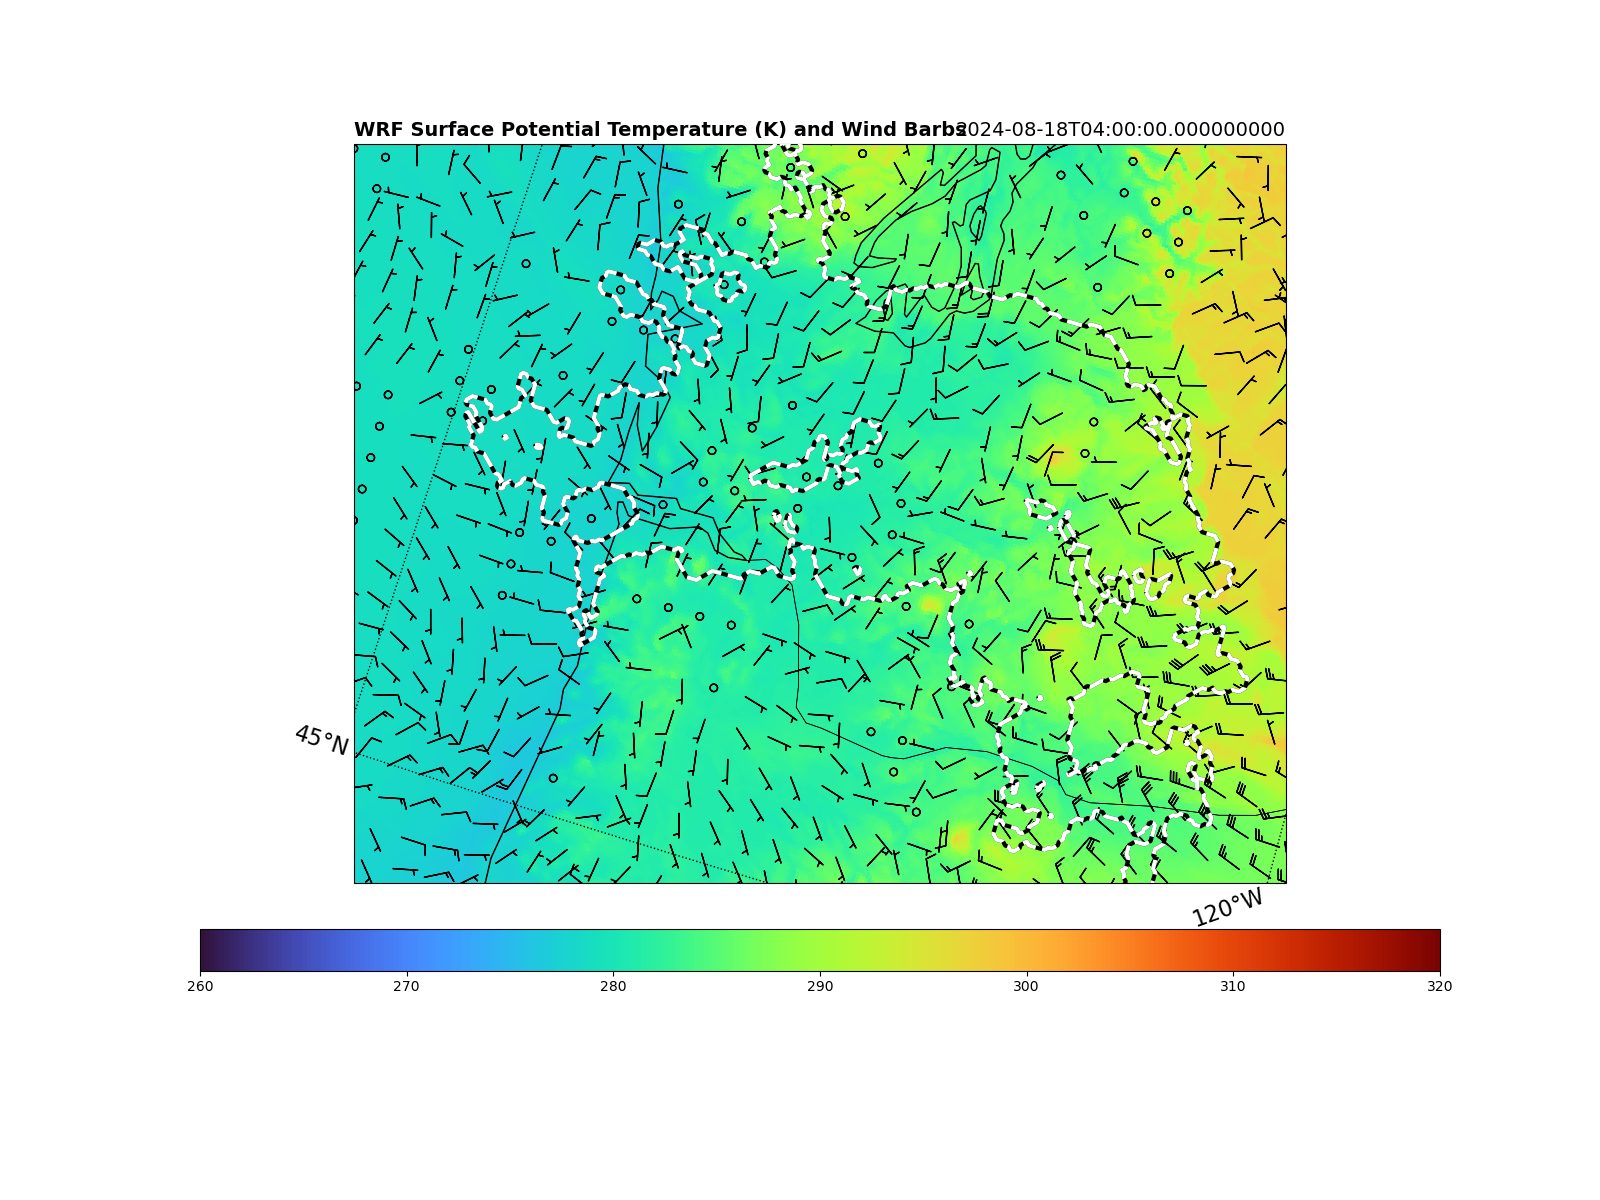 WRF Surface Potential Temperature (K) and Wind Barbs 2024-08-18T04:00:00.000000000
45°N
120°W
260 270 280 290 300 310 320